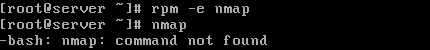 [root@server ~]# rpm -e nmap
[root@server ~]# nmap
-bash: nmap: command not found